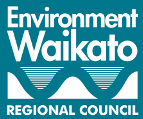 Environment
Waikato
REGIONAL COUNCIL